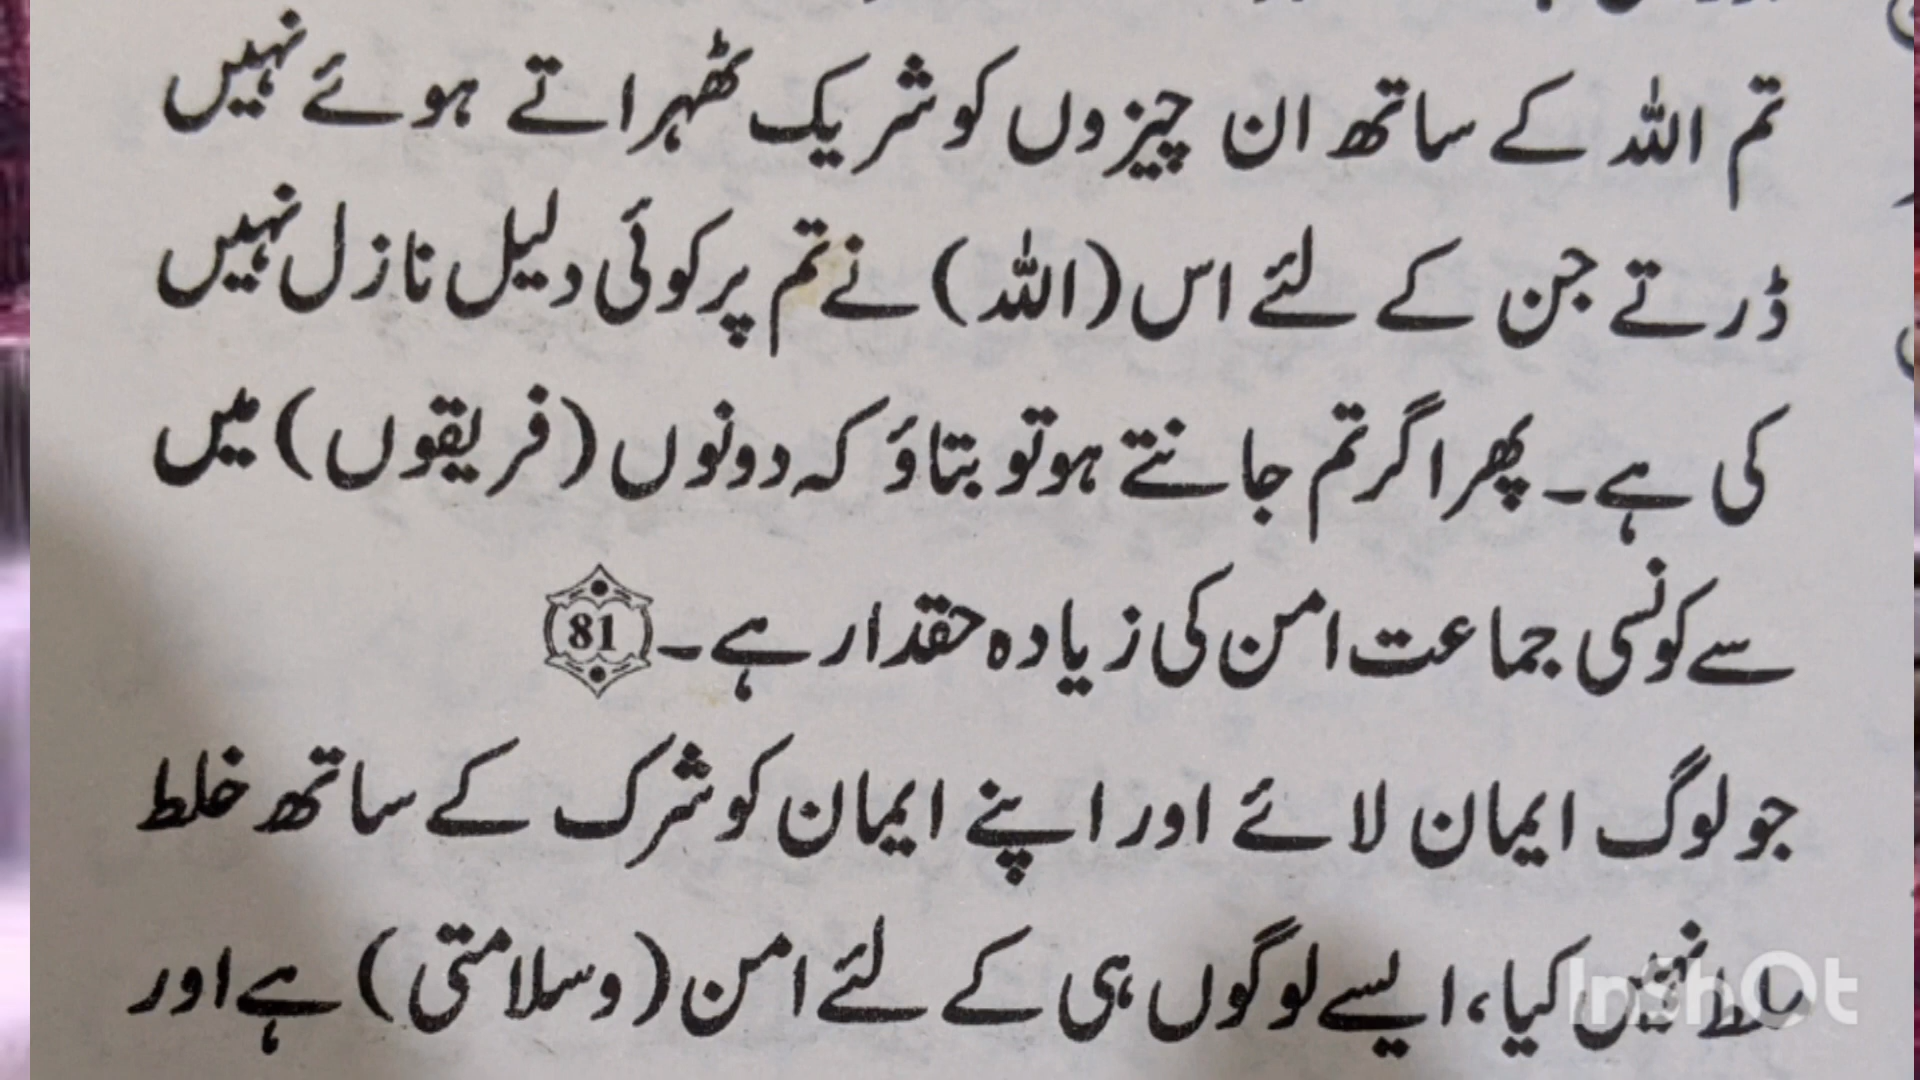 تم اللہ کے ساتھ ان چیزوں کو شریک ٹھہراتے ہوئے نہیں
ڈرتے جن کے لئے اس (اللہ) نے تم پر کوئی دلیل نازل نہیں
کی ہے۔ پھر اگر تم جانتے ہو تو بتاؤ کہ دونوں (فریقوں) میں
سے کونسی جماعت امن کی زیادہ حقدار ہے۔ 81
جو لوگ ایمان لائے اور اپنے ایمان کو شرک کے ساتھ خلط
ملط نہیں کیا، ایسے لوگوں ہی کے لئے امن (و سلامتی) ہے اور
InShOt